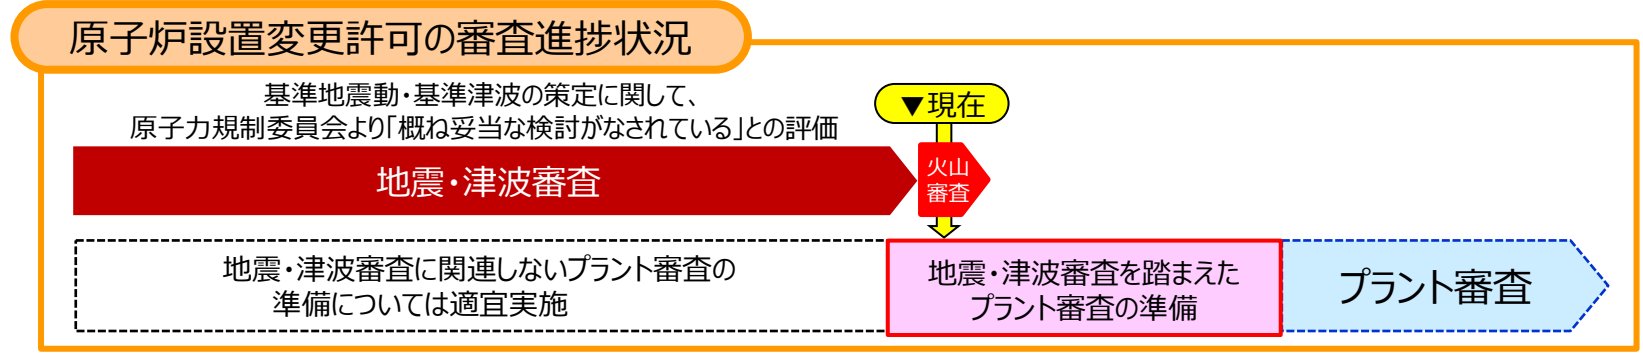 原子炉設置変更許可の審査進捗状況
基準地震動・基準津波の策定に関して、
原子力規制委員会より「概ね妥当な検討がなされている」との評価
▼現在
地震・津波審査
火山
審査
地震・津波審査に関連しないプラント審査の
準備については適宜実施
地震・津波審査を踏まえた
プラント審査の準備
プラント審査